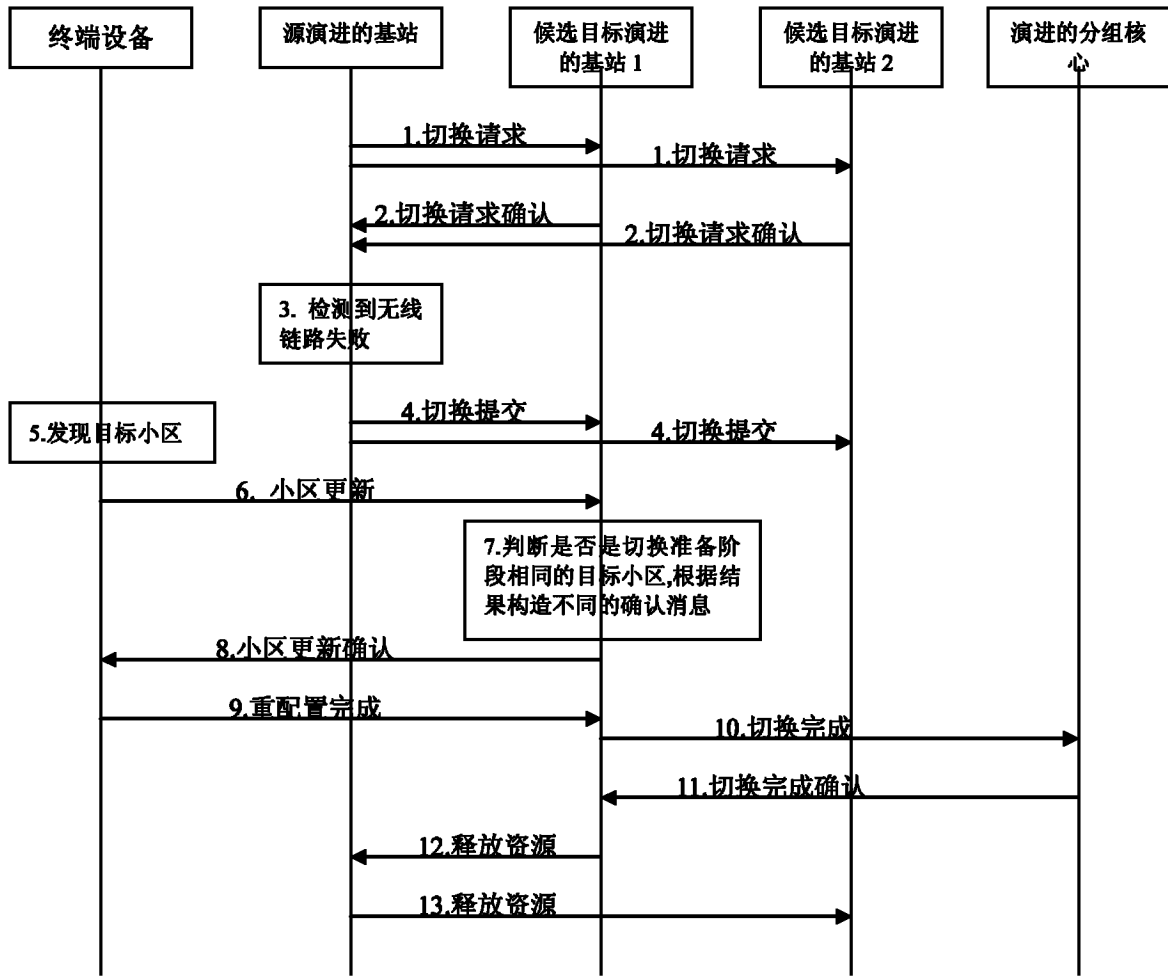 终端设备
源演进的基站
候选目标演进
的基站 1
候选目标演进
的基站 2
演进的分组核
心
1.切换请求
1.切换请求
2.切换请求确认
2.切换请求确认
3. 检测到无线
链路失败
4.切换提交
4.切换提交
5.发现目标小区
6. 小区更新
7.判断是否是切换准备阶
段相同的目标小区,根据结
果构造不同的确认消息
8.小区更新确认
9.重配置完成
10.切换完成
11.切换完成确认
12.释放资源
13.释放资源